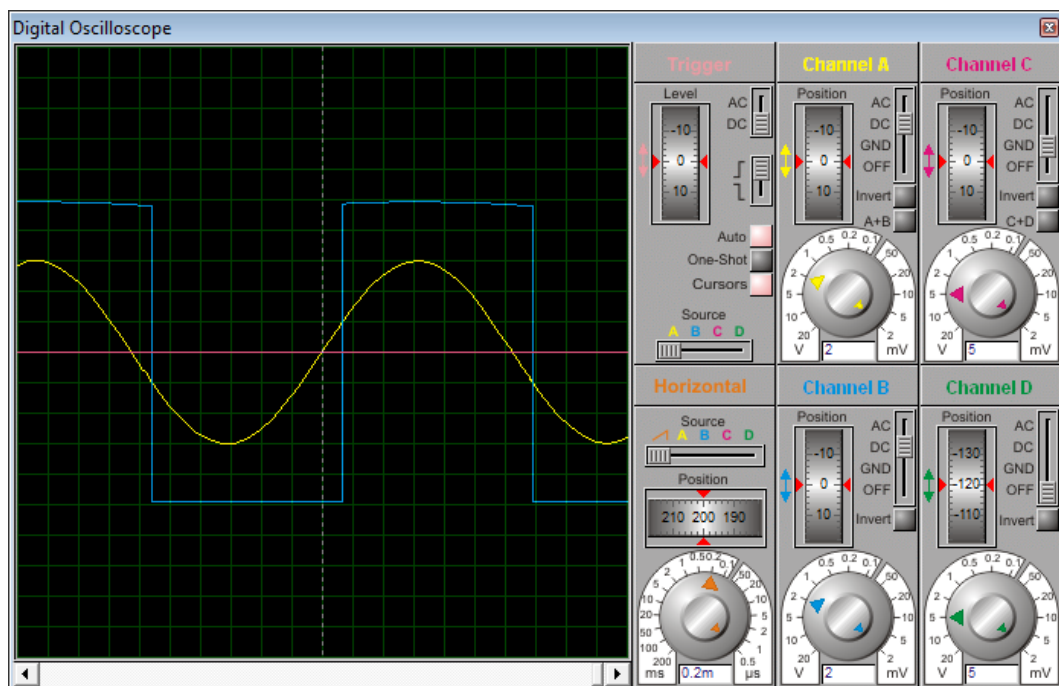 Digital Oscilloscope
Trigger
Level
AC
DC
-10
0
10
Auto
One-Shot
Cursors
Source
A B C D
Channel A
Position
AC
DC
GND
OFF
-10
0
10
Invert
A+B
0.5 0.2
1 0.1
2 50
5 20
10 10
20 5
2
V 2 mV
Channel C
Position
AC
DC
GND
OFF
-10
0
10
Invert
C+D
0.5 0.2
1 0.1
2 50
5 20
10 10
20 5
2
V 5 mV
Horizontal
Source
A B C D
Position
210 200 190
0.5 0.2
1 0.1
2 50
5 20
10 10
20 5
50 2
100 1
200 0.5
ms 0.2m µs
Channel B
Position
AC
DC
GND
OFF
-10
0
10
Invert
0.5 0.2
1 0.1
2 50
5 20
10 10
20 5
2
V 2 mV
Channel D
Position
AC
DC
GND
OFF
-130
-120
-110
Invert
0.5 0.2
1 0.1
2 50
5 20
10 10
20 5
2
V 5 mV